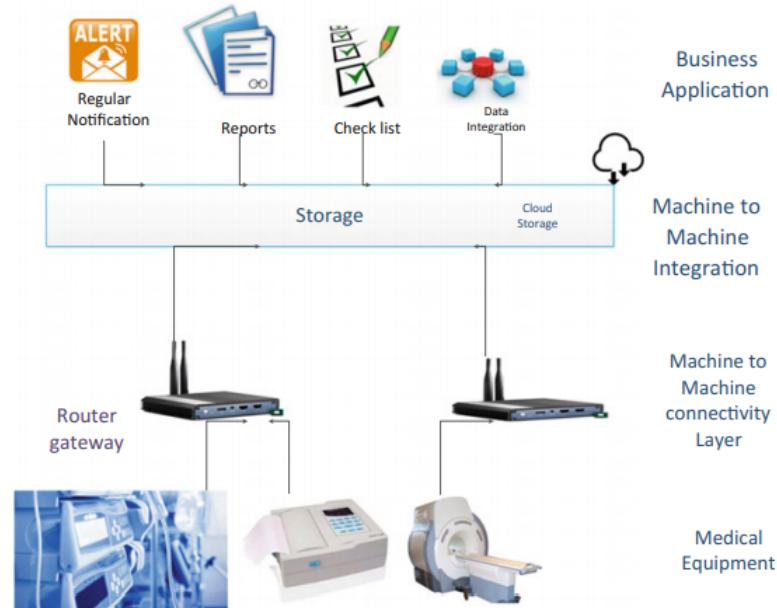 ALERT
Regular
Notification
Reports
Check list
Data
Integration
Business
Application
Storage
Cloud
Storage
Machine to
Machine
Integration
Router
gateway
Machine to
Machine
connectivity
Layer
Medical
Equipment